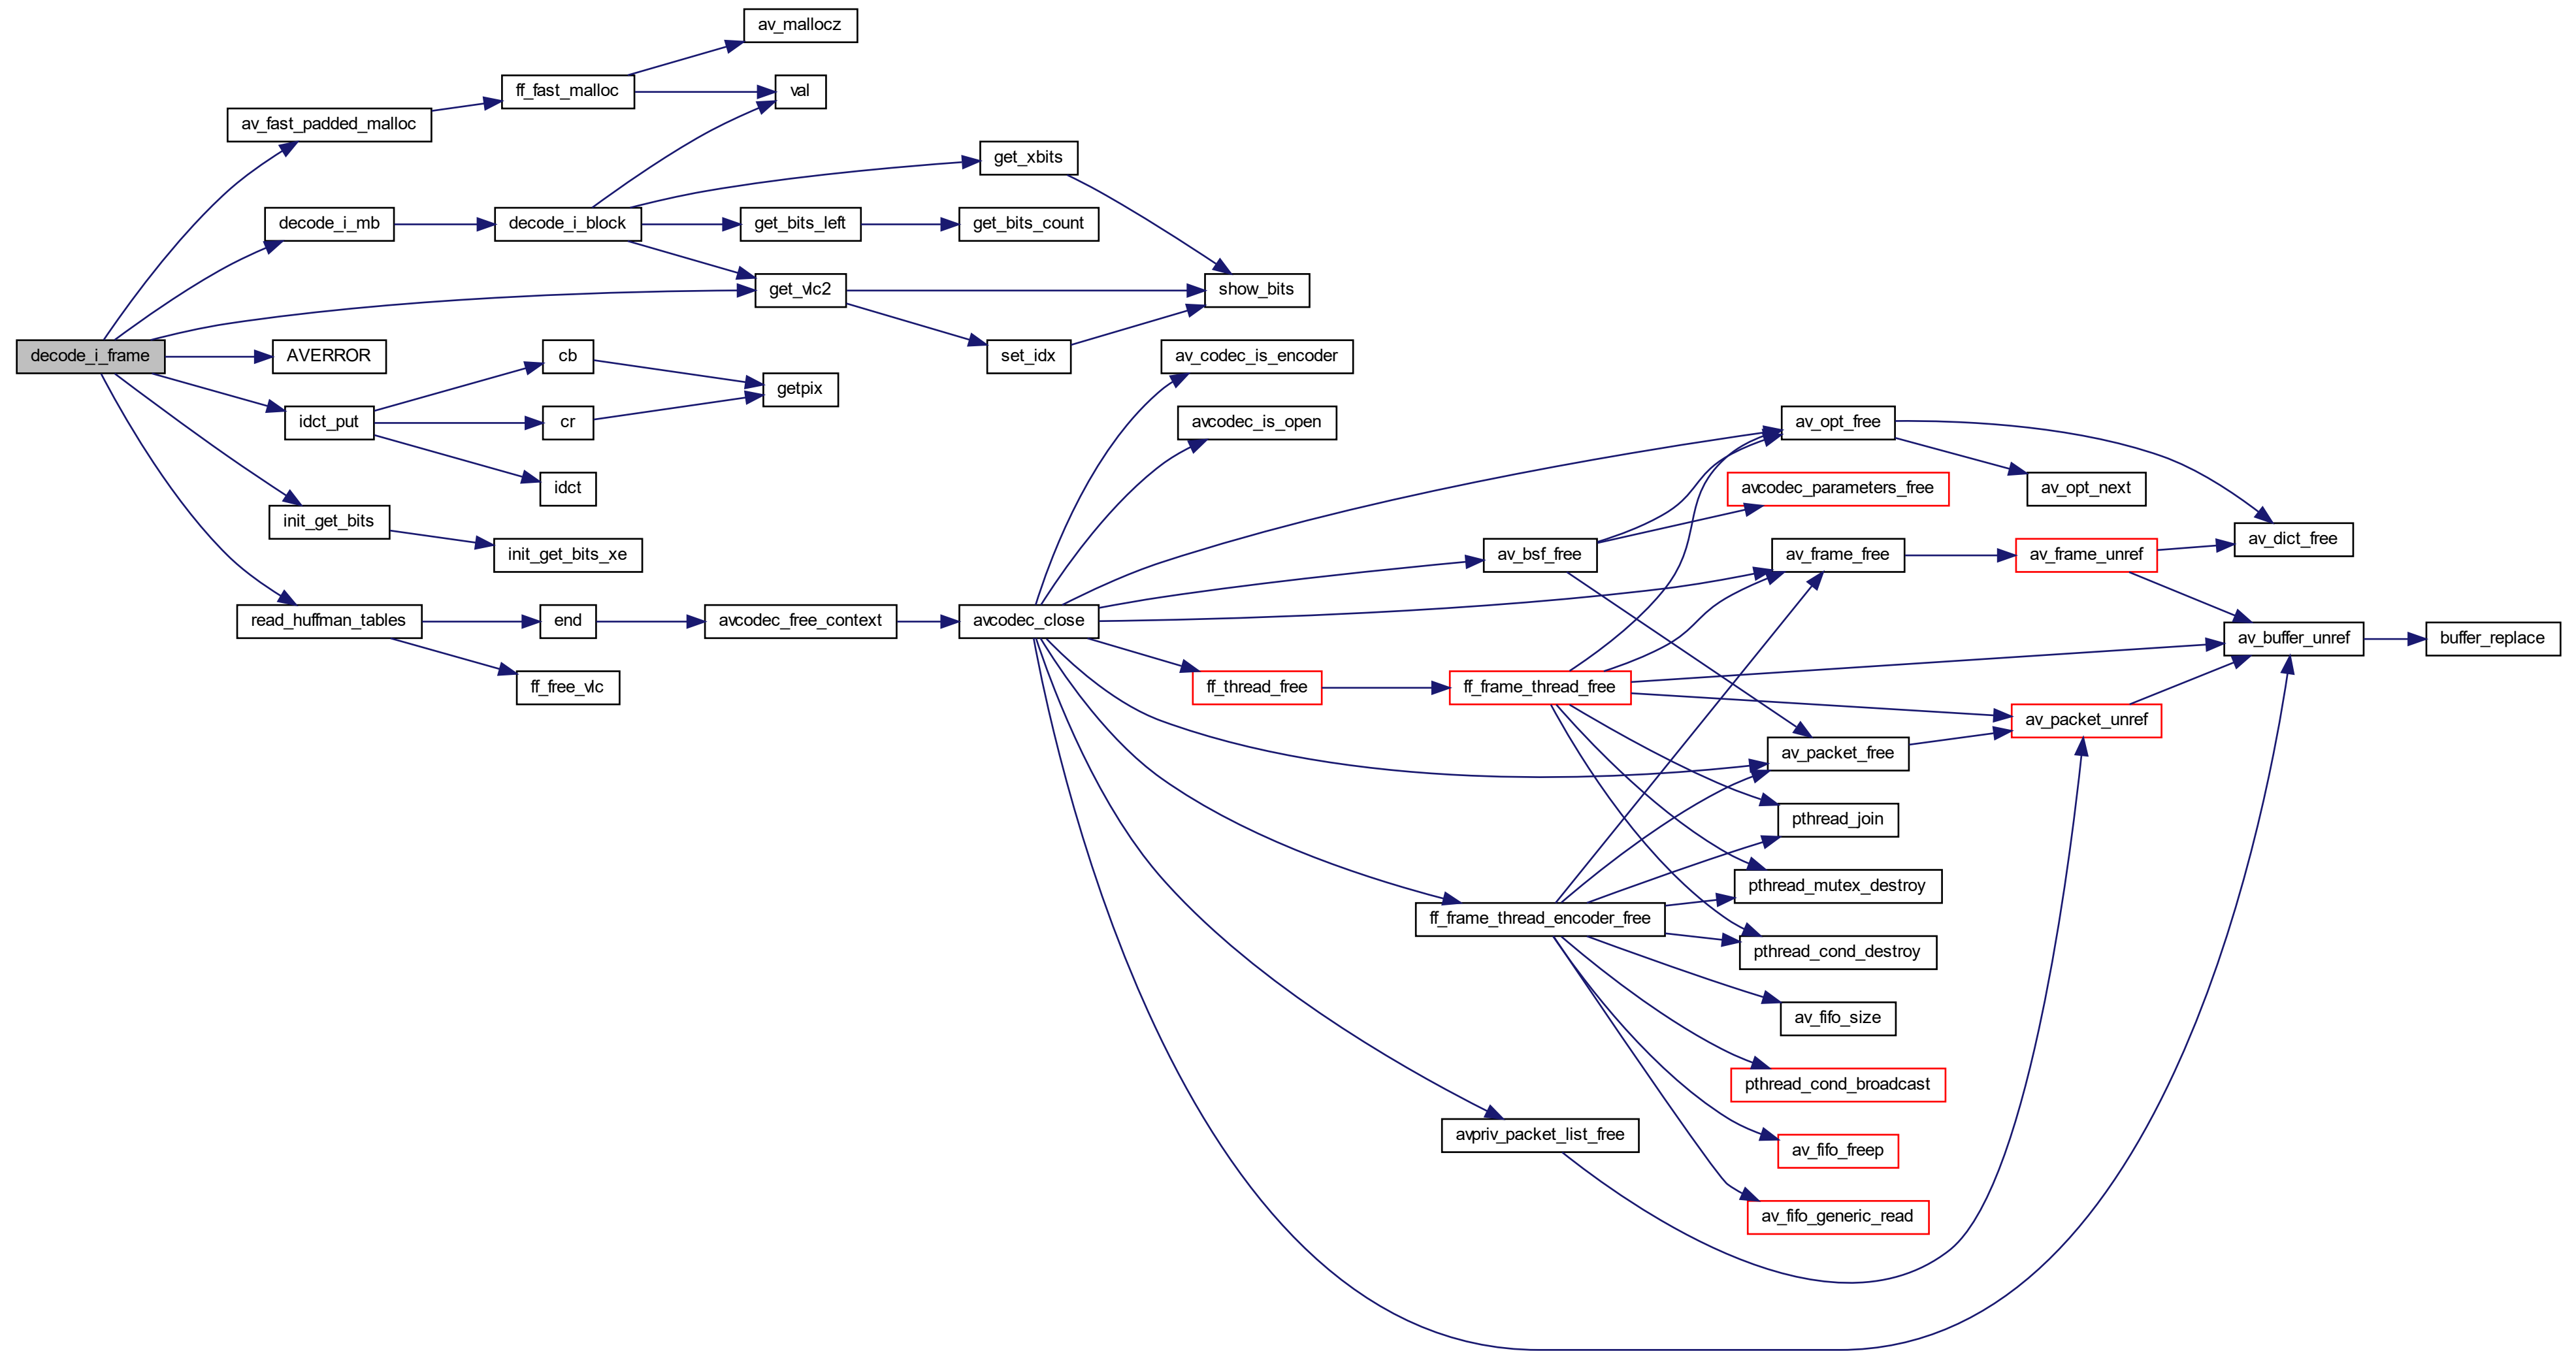 av_mallocz
ff_fast_malloc
val
av_fast_padded_malloc
get_xbits
decode_i_mb
decode_i_block
get_bits_left
get_bits_count
get_vlc2
show_bits
decode_i_frame
AVERROR
cb
set_idx
av_codec_is_encoder
getpix
idct_put
cr
avcodec_is_open
av_opt_free
idct
avcodec_parameters_free
av_opt_next
init_get_bits
init_get_bits_xe
av_bsf_free
av_frame_free
av_frame_unref
av_dict_free
read_huffman_tables
end
avcodec_free_context
avcodec_close
av_buffer_unref
buffer_replace
ff_free_vlc
ff_thread_free
ff_frame_thread_free
av_packet_unref
av_packet_free
pthread_join
pthread_mutex_destroy
ff_frame_thread_encoder_free
pthread_cond_destroy
av_fifo_size
pthread_cond_broadcast
avpriv_packet_list_free
av_fifo_freep
av_fifo_generic_read